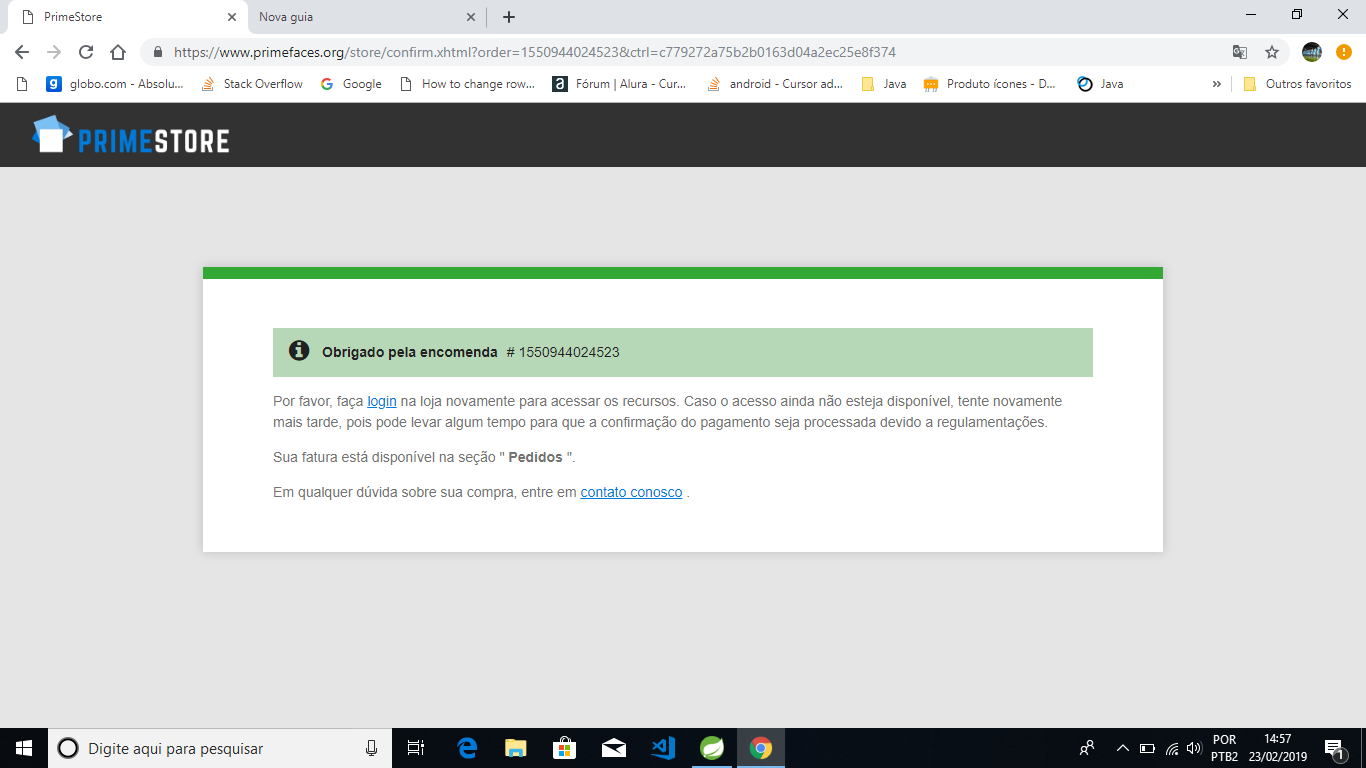 PrimeStore
Nova guia
https://www.primefaces.org/store/confirm.xhtml?order=1550944024523&ctrl=c779272a75b2b0163d04a2ec25e8f374
globo.com - Absolu... Stack Overflow Google How to change row... Fórum | Alura - Cur... android - Cursor ad... Java Produto ícones - D... Java » Outros favoritos
PRIMESTORE
Obrigado pela encomenda # 1550944024523
Por favor, faça login na loja novamente para acessar os recursos. Caso o acesso ainda não esteja disponível, tente novamente
mais tarde, pois pode levar algum tempo para que a confirmação do pagamento seja processada devido a regulamentações.
Sua fatura está disponível na seção " Pedidos ".
Em qualquer dúvida sobre sua compra, entre em contato conosco .
Digite aqui para pesquisar
POR
PTB2
14:57
23/02/2019
1